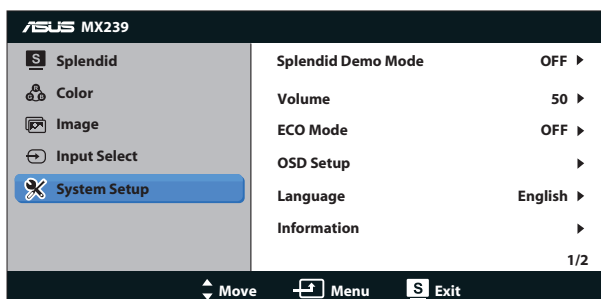 ASUS MX239
S Splendid
Color
Image
Input Select
System Setup
Splendid Demo Mode OFF
Volume 50
ECO Mode OFF
OSD Setup
Language English
Information
1/2
Move Menu S Exit